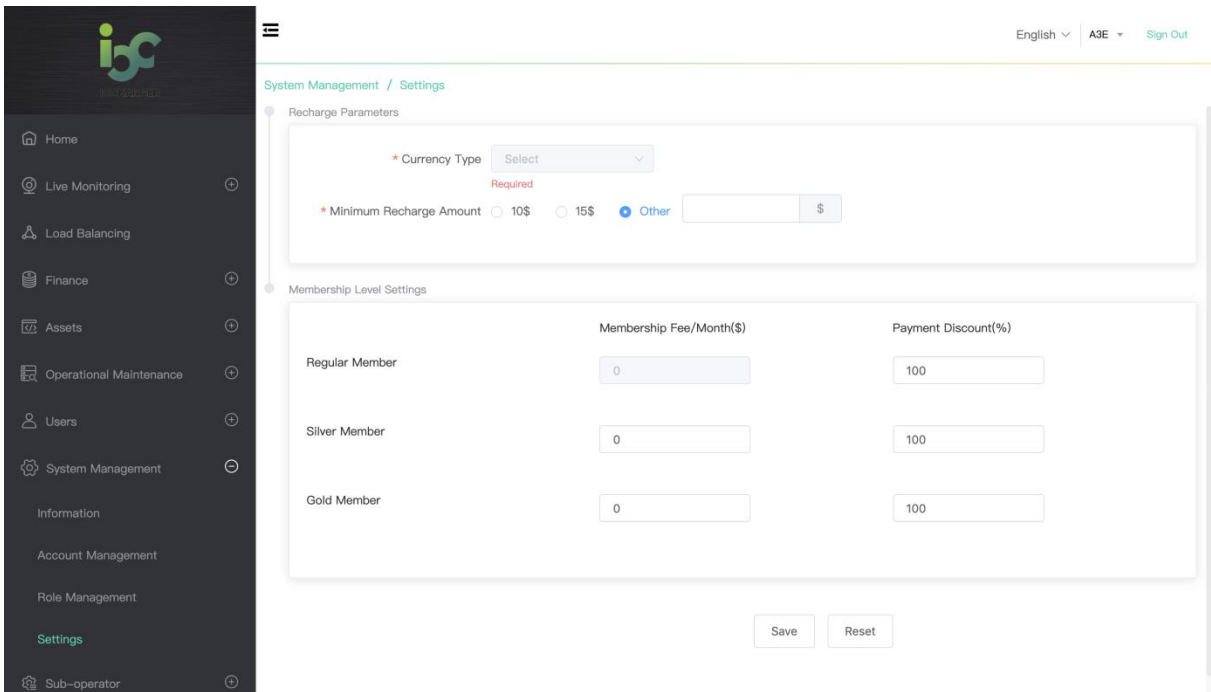 ibc
English
A3E
Sign Out
System Management / Settings
Recharge Parameters
Home
* Currency Type Select
Live Monitoring
Required
* Minimum Recharge Amount 10$ 15$ Other $
Load Balancing
Finance
Membership Level Settings
Assets
Membership Fee/Month($) Payment Discount(%)
Regular Member 0 100
Operational Maintenance
Users
Silver Member 0 100
System Management
Gold Member 0 100
Information
Account Management
Role Management
Settings
Save Reset
Sub-operator